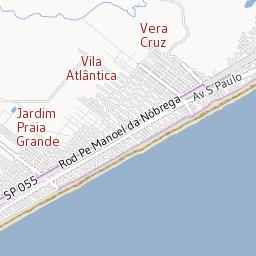 Vera
Cruz
Vila
Atlântica
Av S Paulo
Jardim
Praia
Grande
Rod Pe Manoel da Nóbrega
SP 055